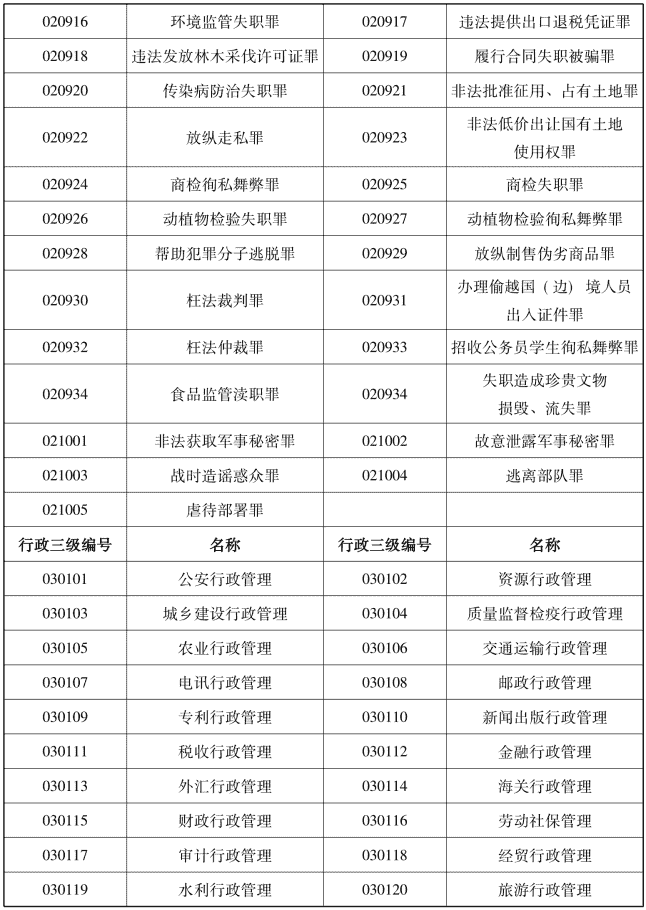 020916 环境监管失职罪 020917 违法提供出口退税凭证罪
020918 违法发放林木采伐许可证罪 020919 履行合同失职被骗罪
020920 传染病防治失职罪 020921 非法批准征用、占有土地罪
020922 放纵走私罪 020923 非法低价出让国有土地
使用权罪
020924 商检徇私舞弊罪 020925 商检失职罪
020926 动植物检验失职罪 020927 动植物检验徇私舞弊罪
020928 帮助犯罪分子逃脱罪 020929 放纵制售伪劣商品罪
020930 枉法裁判罪 020931 办理偷越国(边)境人员
出入证件罪
020932 枉法仲裁罪 020933 招收公务员学生徇私舞弊罪
020934 食品监管渎职罪 020934 失职造成珍贵文物
损毁、流失罪
021001 非法获取军事秘密罪 021002 故意泄露军事秘密罪
021003 战时造谣惑众罪 021004 逃离部队罪
021005 虐待部署罪
行政三级编号 名称 行政三级编号 名称
030101 公安行政管理 030102 资源行政管理
030103 城乡建设行政管理 030104 质量监督检疫行政管理
030105 农业行政管理 030106 交通运输行政管理
030107 电讯行政管理 030108 邮政行政管理
030109 专利行政管理 030110 新闻出版行政管理
030111 税收行政管理 030112 金融行政管理
030113 外汇行政管理 030114 海关行政管理
030115 财政行政管理 030116 劳动社保管理
030117 审计行政管理 030118 经贸行政管理
030119 水利行政管理 030120 旅游行政管理